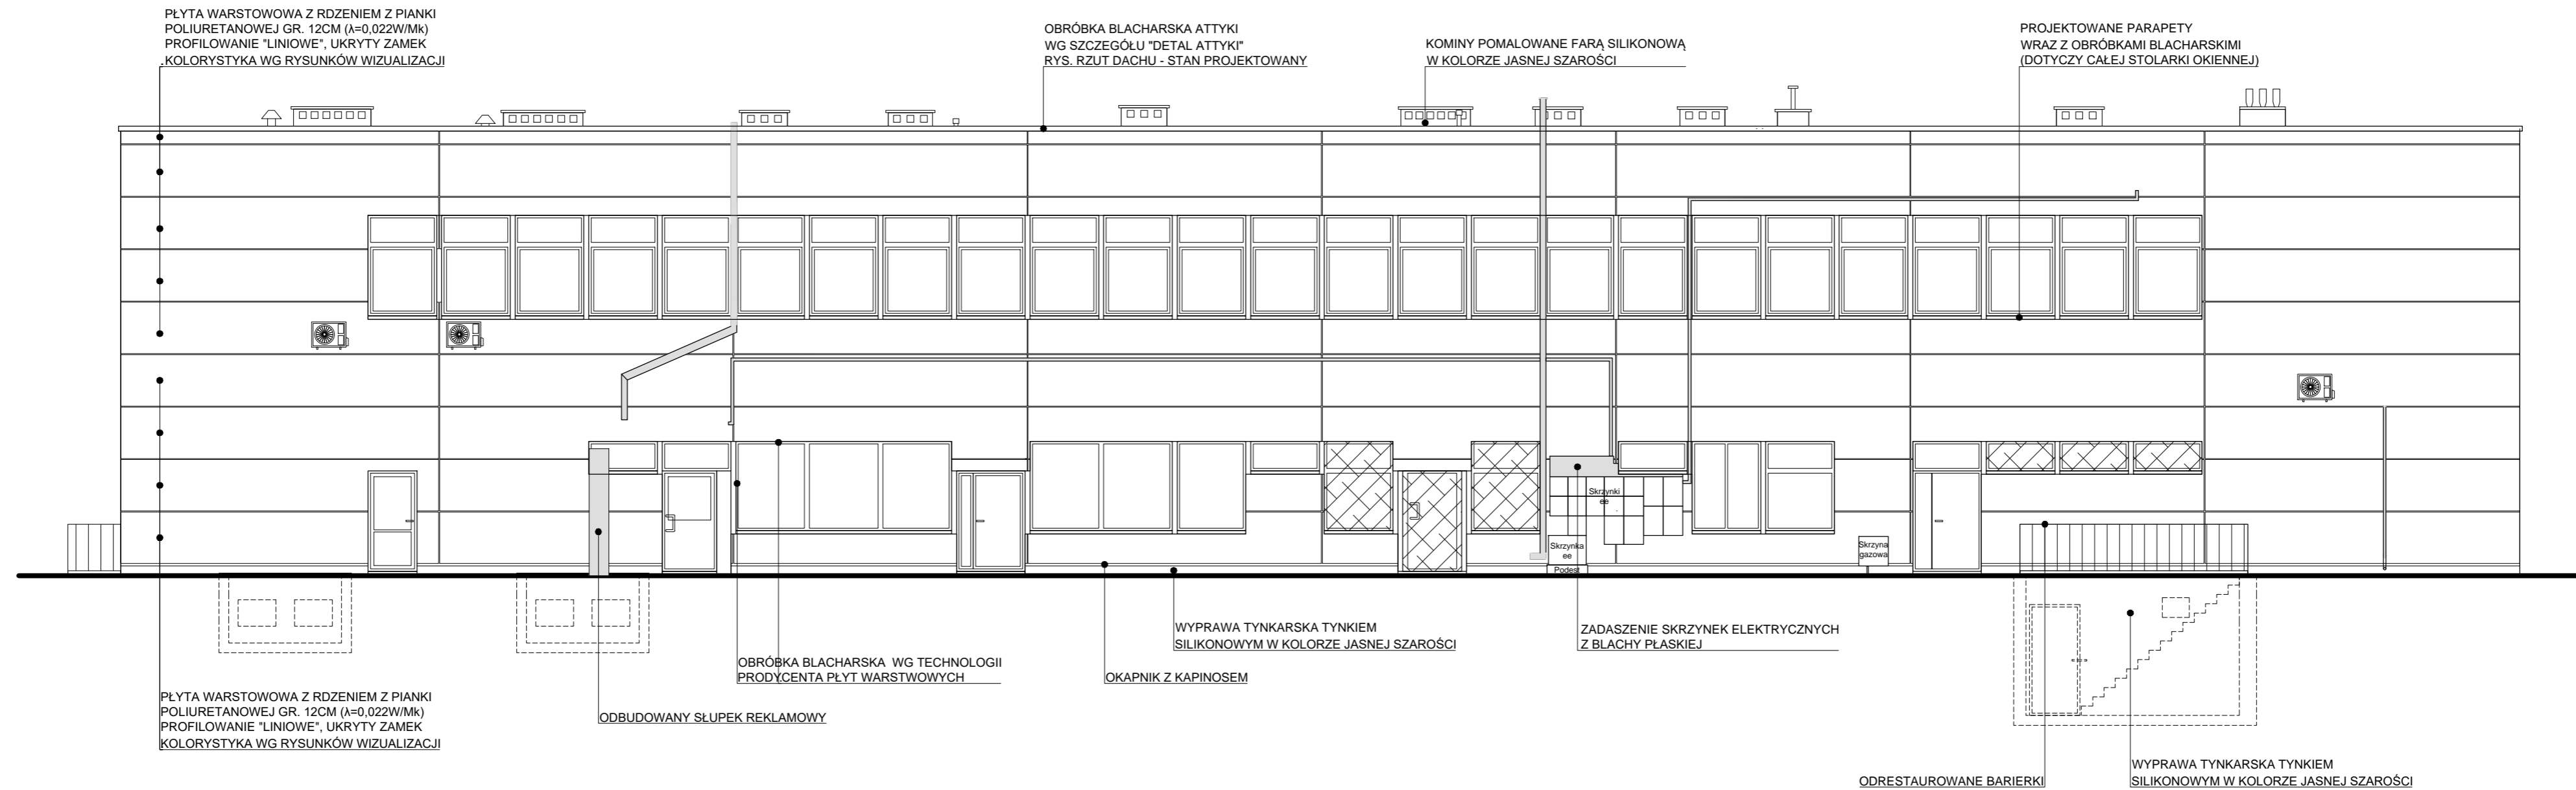 PŁYTA WARSTOWOWA Z RDZENIEM Z PIANKI
POLIURETANOWEJ GR. 12CM (λ=0,022W/Mk)
PROFILOWANIE "LINIOWE", UKRYTY ZAMEK
KOLORYSTYKA WG RYSUNKÓW WIZUALIZACJI
OBRÓBKA BLACHARSKA ATTYKI
WG SZCZEGÓŁU "DETAL ATTYKI"
RYS. RZUT DACHU - STAN PROJEKTOWANY
KOMINY POMALOWANE FARĄ SILIKONOWĄ
W KOLORZE JASNEJ SZAROŚCI
PROJEKTOWANE PARAPETY
WRAZ Z OBRÓBKAMI BLACHARSKIMI
(DOTYCZY CAŁEJ STOLARKI OKIENNEJ)
Skrzynki
ee
Skrzynka
ee
Podest
Skrzyna
gazowa
WYPRAWA TYNKARSKA TYNKIEM
SILIKONOWYM W KOLORZE JASNEJ SZAROŚCI
ZADASZENIE SKRZYNEK ELEKTRYCZNYCH
Z BLACHY PŁASKIEJ
OBRÓBKA BLACHARSKA WG TECHNOLOGII
PRODYCENTA PŁYT WARSTWOWYCH
OKAPNIK Z KAPINOSEM
PŁYTA WARSTOWOWA Z RDZENIEM Z PIANKI
POLIURETANOWEJ GR. 12CM (λ=0,022W/Mk)
PROFILOWANIE "LINIOWE", UKRYTY ZAMEK
KOLORYSTYKA WG RYSUNKÓW WIZUALIZACJI
ODBUDOWANY SŁUPEK REKLAMOWY
ODRESTAUROWANE BARIERKI
WYPRAWA TYNKARSKA TYNKIEM
SILIKONOWYM W KOLORZE JASNEJ SZAROŚCI